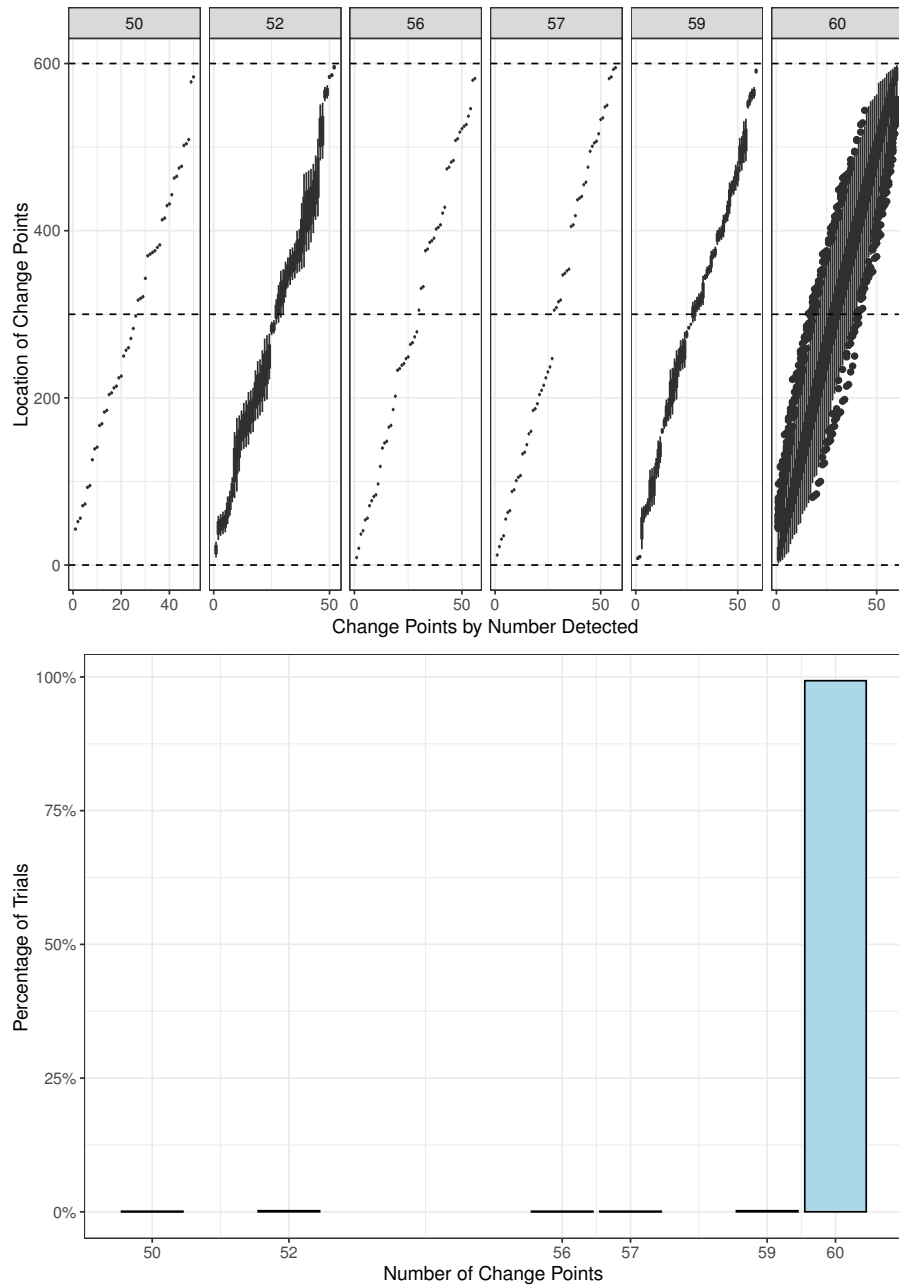 50 52 56 57 59 60
600
400
200
0
Location of Change Points
0 20 40 0 50 0 50 0 50 0 50 0 50
Change Points by Number Detected
100%
75%
50%
25%
0%
Percentage of Trials
50 52 56 57 59 60
Number of Change Points